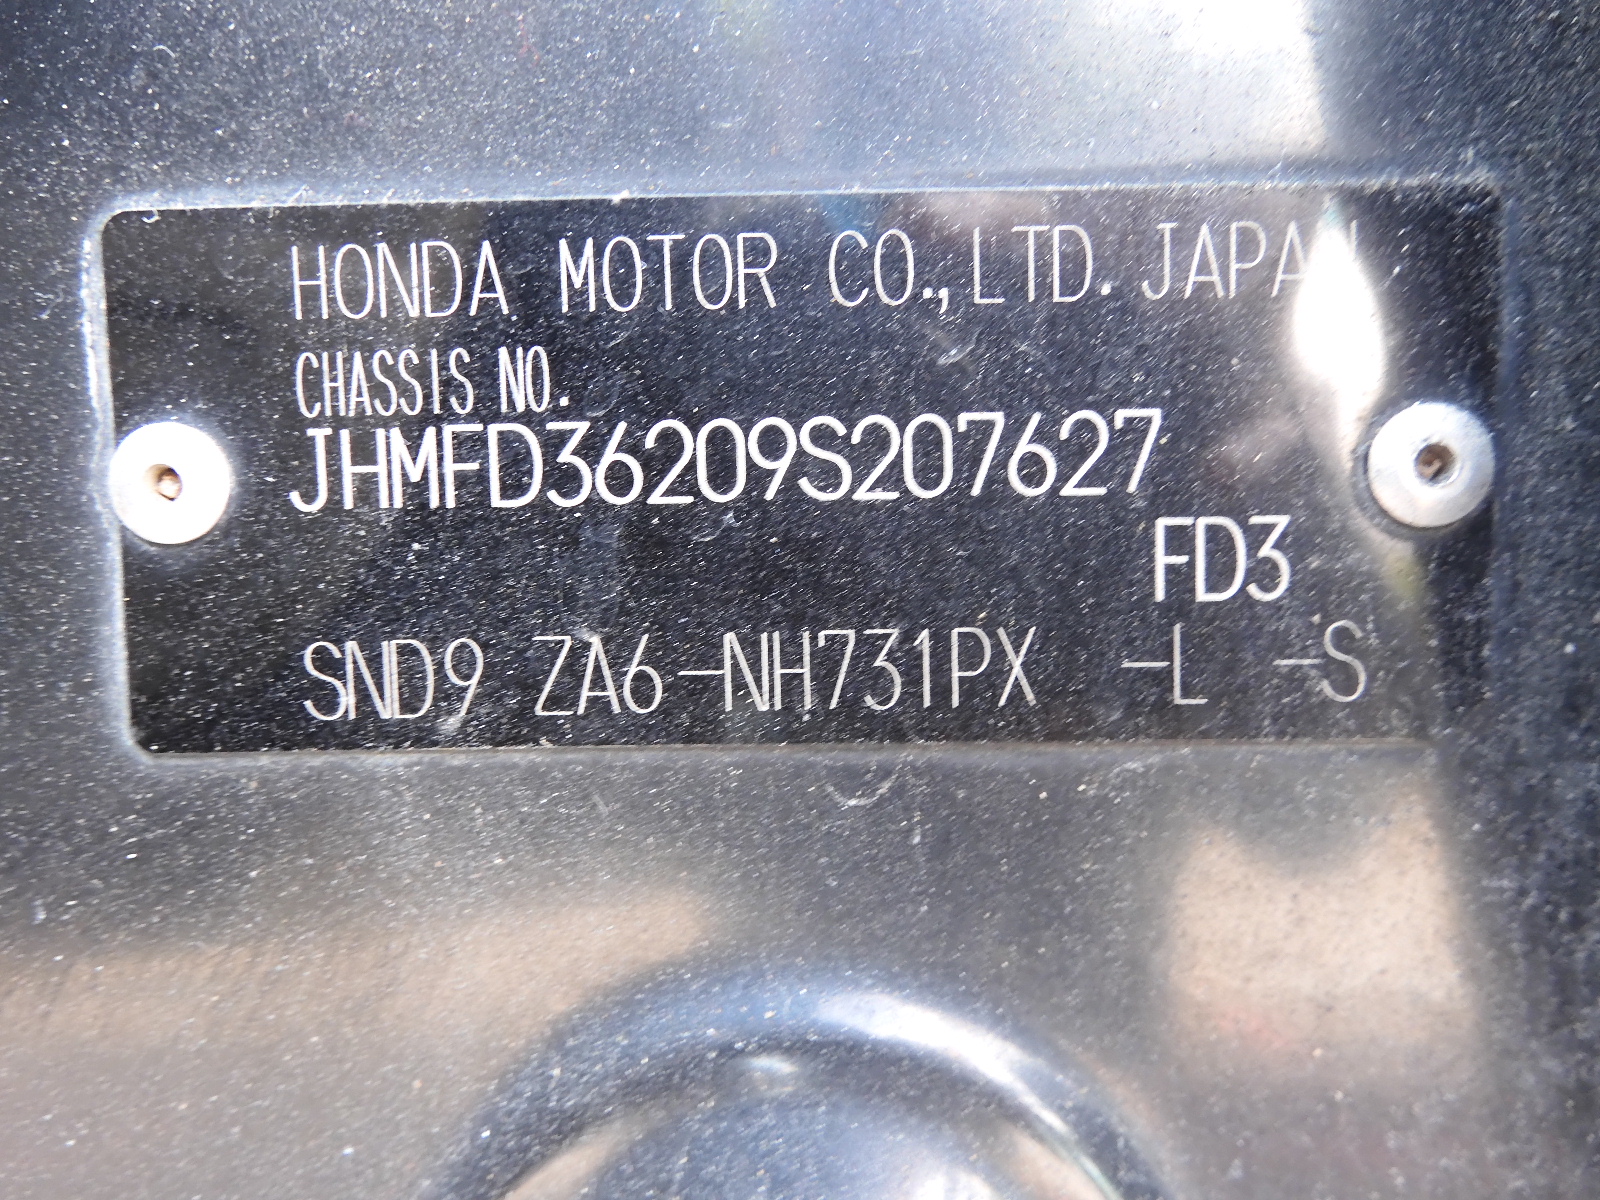 HONDA MOTOR CO., LTD. JAPAN
CHASSIS NO.
JHMFD36209S207627
FD3
SND9 ZA6-NH731PX -L -S